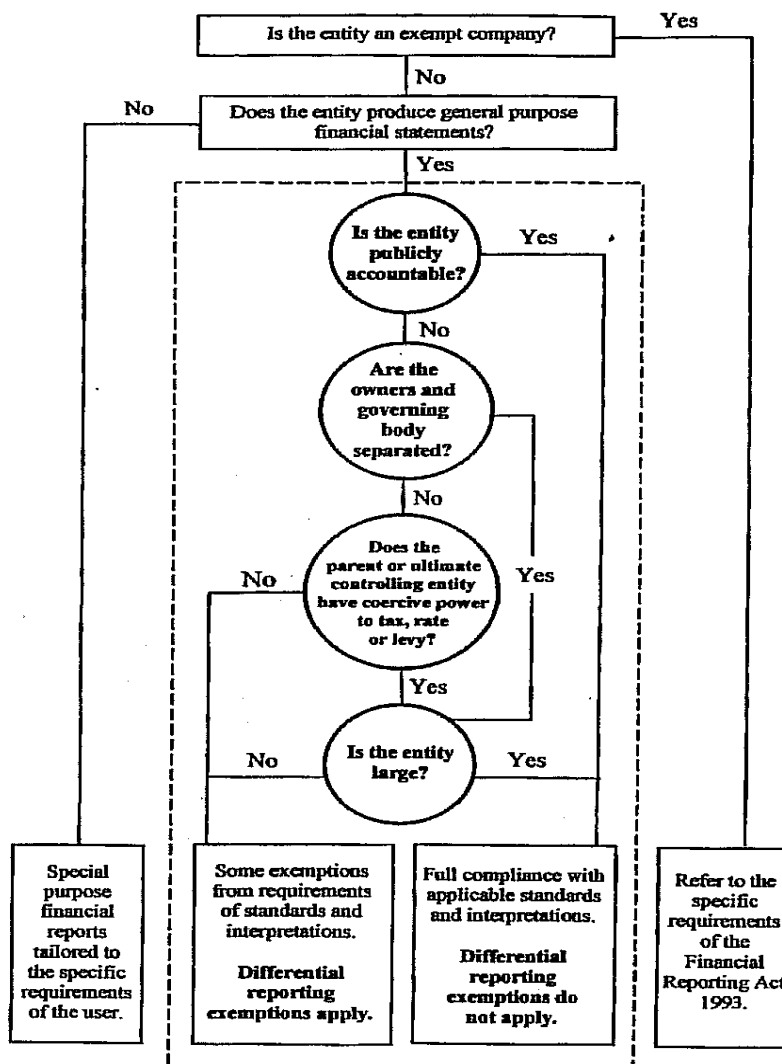 Is the entity an exempt company?
Yes
No
No
Does the entity produce general purpose
financial statements?
Yes
Is the entity
publicly
accountable?
Yes
No
Are the
owners and
governing
body
separated?
No
Does the
parent or ultimate
controlling entity
have coercive power
to tax, rate
or levy?
No
Yes
Yes
Is the entity
large?
No
Yes
Special
purpose
financial
reports
tailored to
the specific
requirements
of the user.
Some exemptions
from requirements
of standards and
interpretations.
Differential
reporting
exemptions apply.
Full compliance with
applicable standards
and interpretations.
Differential
reporting
exemptions do
not apply.
Refer to the
specific
requirements
of the
Financial
Reporting Act
1993.